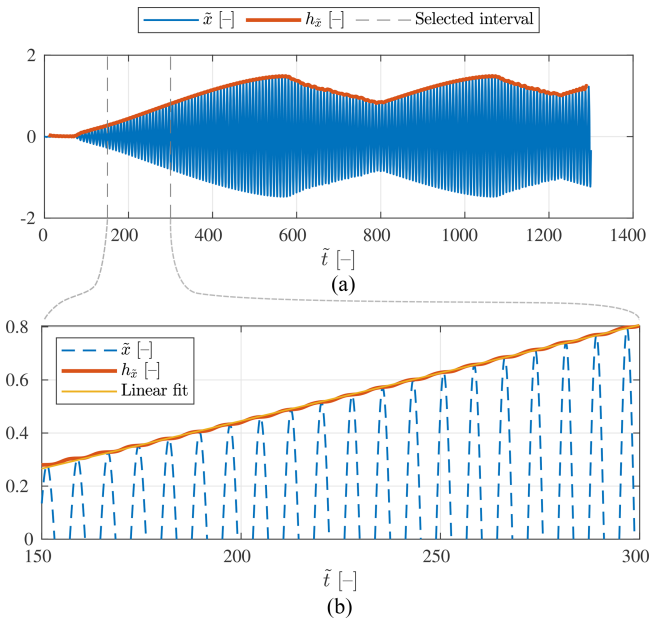 x̃ [–] h_x̃ [–] Selected interval
2
0
-2
0 200 400 600 800 1000 1200 1400
t̃ [–]
(a)
0.8
x̃ [–]
h_x̃ [–]
Linear fit
0.6
0.4
0.2
0
150 200 250 300
t̃ [–]
(b)